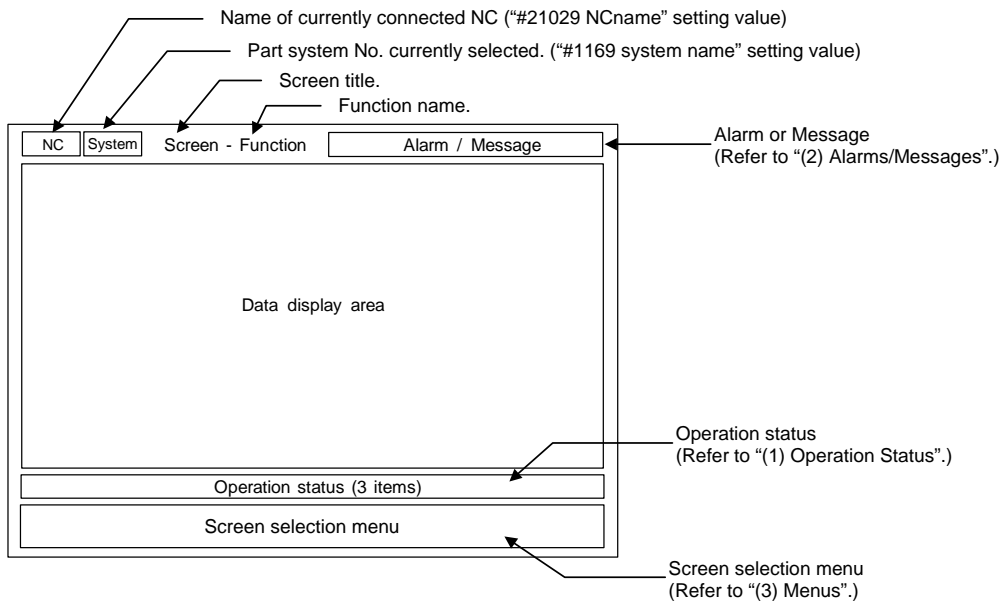 Name of currently connected NC (“#21029 NCname” setting value)
Part system No. currently selected. (“#1169 system name” setting value)
Screen title.
Function name.
NC
System
Screen - Function
Alarm / Message
Alarm or Message
(Refer to “(2) Alarms/Messages”.)
Data display area
Operation status
(Refer to “(1) Operation Status”.)
Operation status (3 items)
Screen selection menu
Screen selection menu
(Refer to “(3) Menus”.)